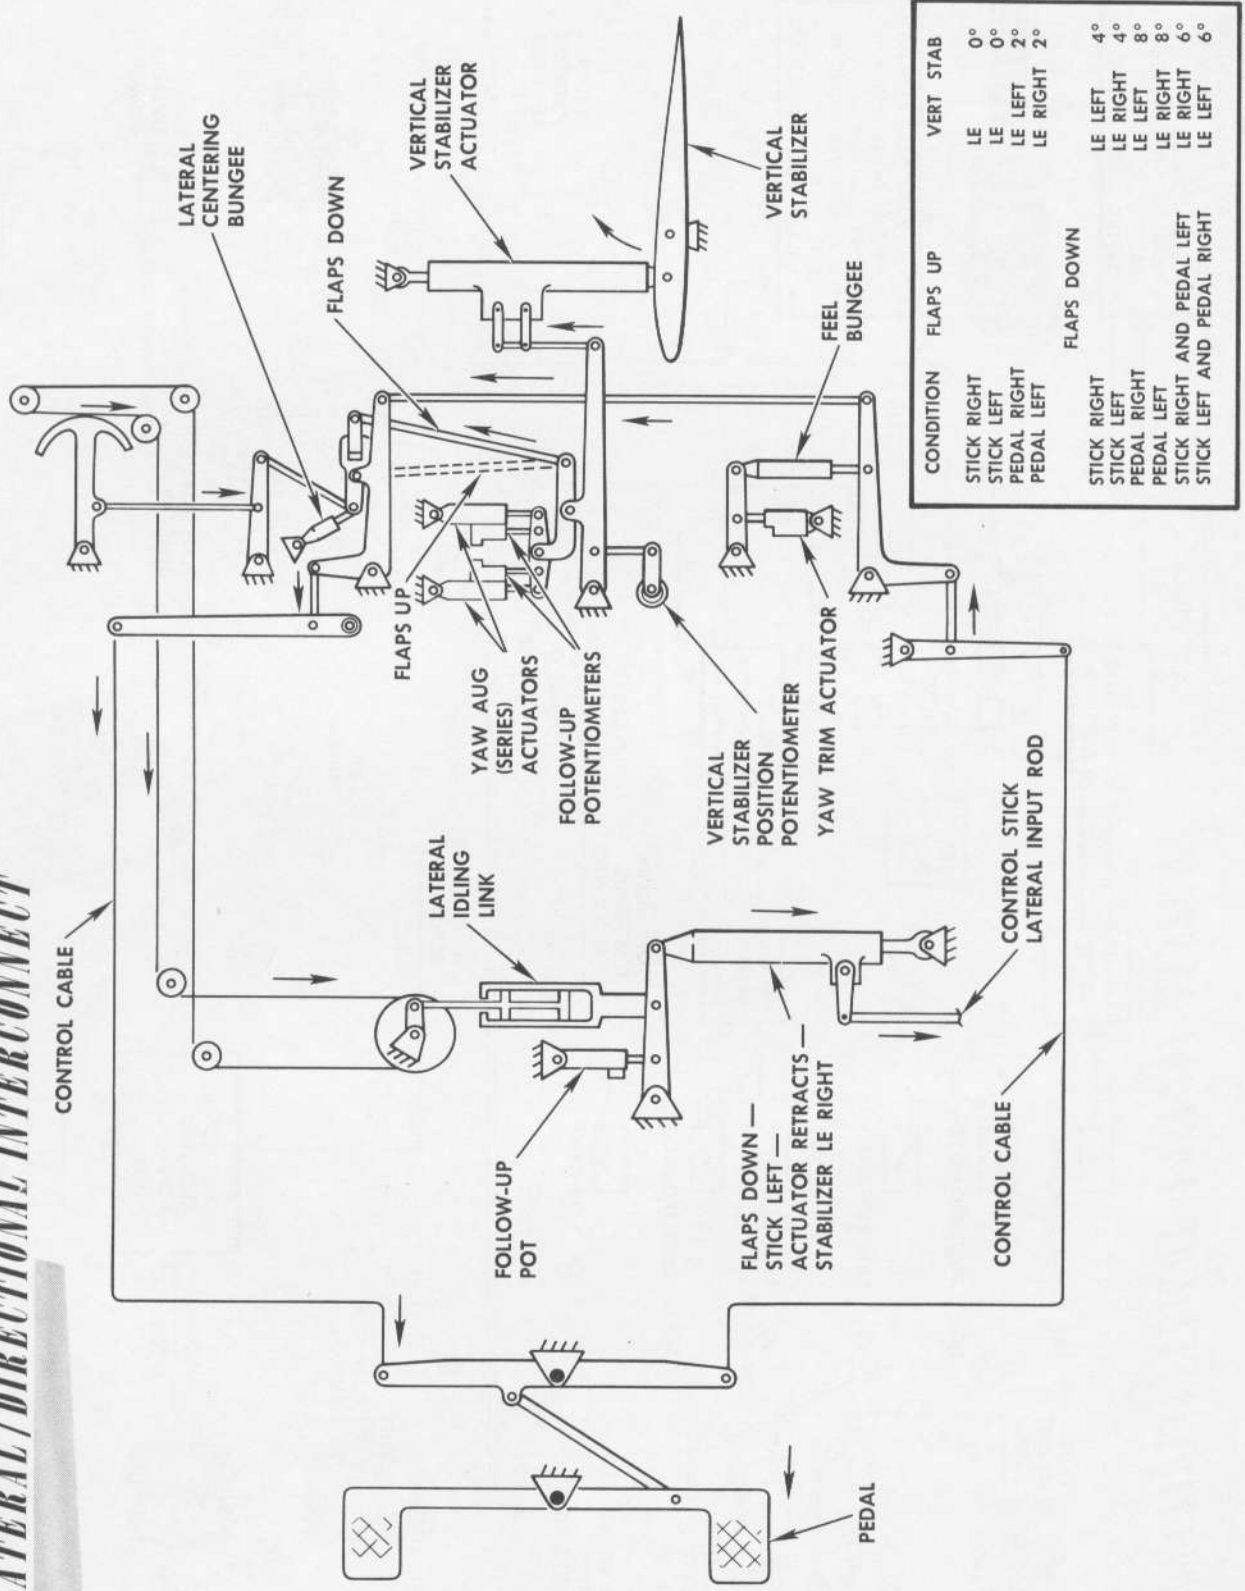 ATERAL/DIRECTIONAL INTERCONNECT
CONTROL CABLE
LATERAL
CENTERING
BUNGEE
FLAPS DOWN
VERTICAL
STABILIZER
ACTUATOR
VERTICAL
STABILIZER
FLAPS UP
YAW AUG
(SERIES)
ACTUATORS
FOLLOW-UP
POTENTIOMETERS
FEEL
BUNGEE
VERTICAL
STABILIZER
POSITION
POTENTIOMETER
YAW TRIM ACTUATOR
LATERAL
IDLING
LINK
CONTROL STICK
LATERAL INPUT ROD
FOLLOW-UP
POT
FLAPS DOWN —
STICK LEFT —
ACTUATOR RETRACTS —
STABILIZER LE RIGHT
CONTROL CABLE
PEDAL
CONDITION FLAPS UP VERT STAB
STICK RIGHT LE 0°
STICK LEFT LE 0°
PEDAL RIGHT LE LEFT 2°
PEDAL LEFT LE RIGHT 2°
FLAPS DOWN
STICK RIGHT LE LEFT 4°
STICK LEFT LE RIGHT 4°
PEDAL RIGHT LE LEFT 8°
PEDAL LEFT LE RIGHT 8°
STICK RIGHT AND PEDAL LEFT LE RIGHT 6°
STICK LEFT AND PEDAL RIGHT LE LEFT 6°